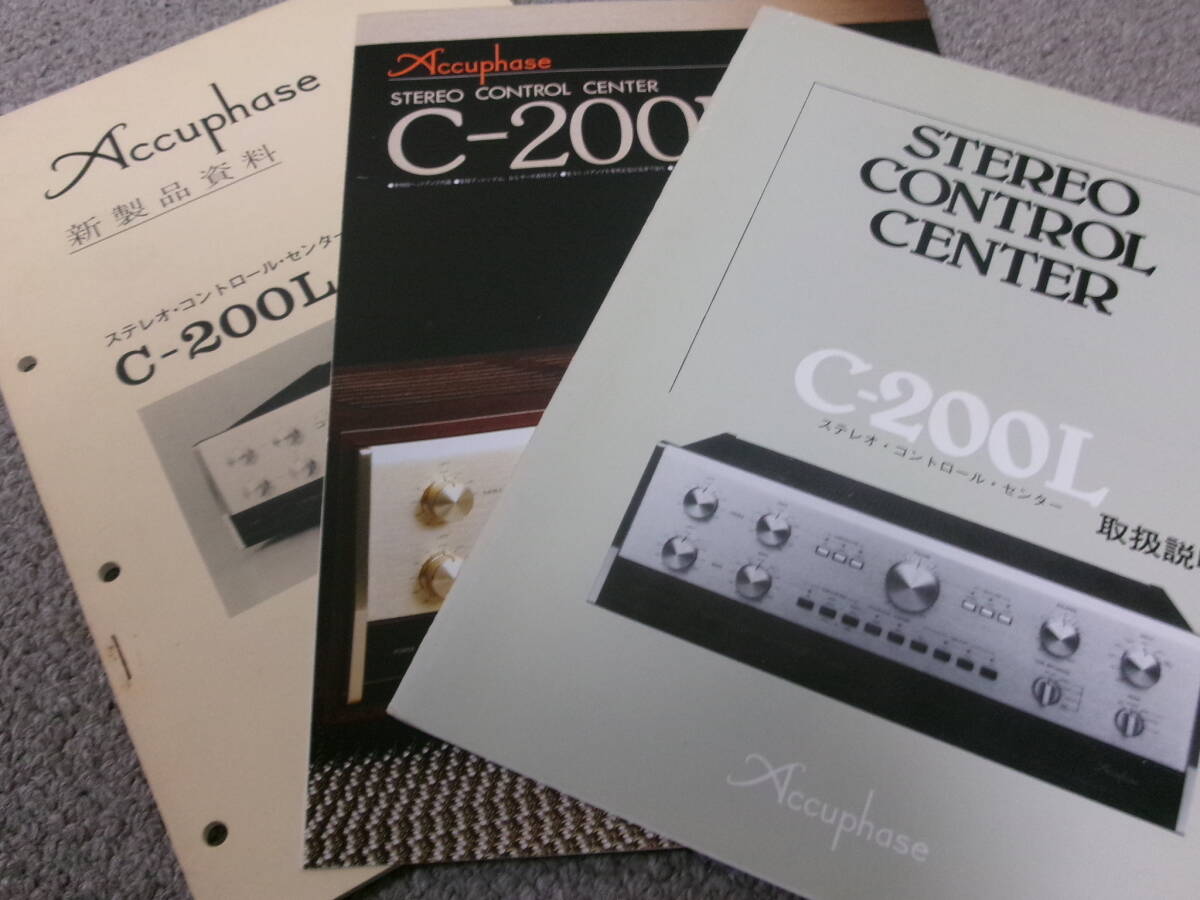 Accuphase
新製品資料
ステレオ・コントロール・センター
C-200L
Accuphase
STEREO CONTROL CENTER
C-200
STEREO
CONTROL
CENTER
C-200L
ステレオ・コントロール・センター
取扱説
Accuphase